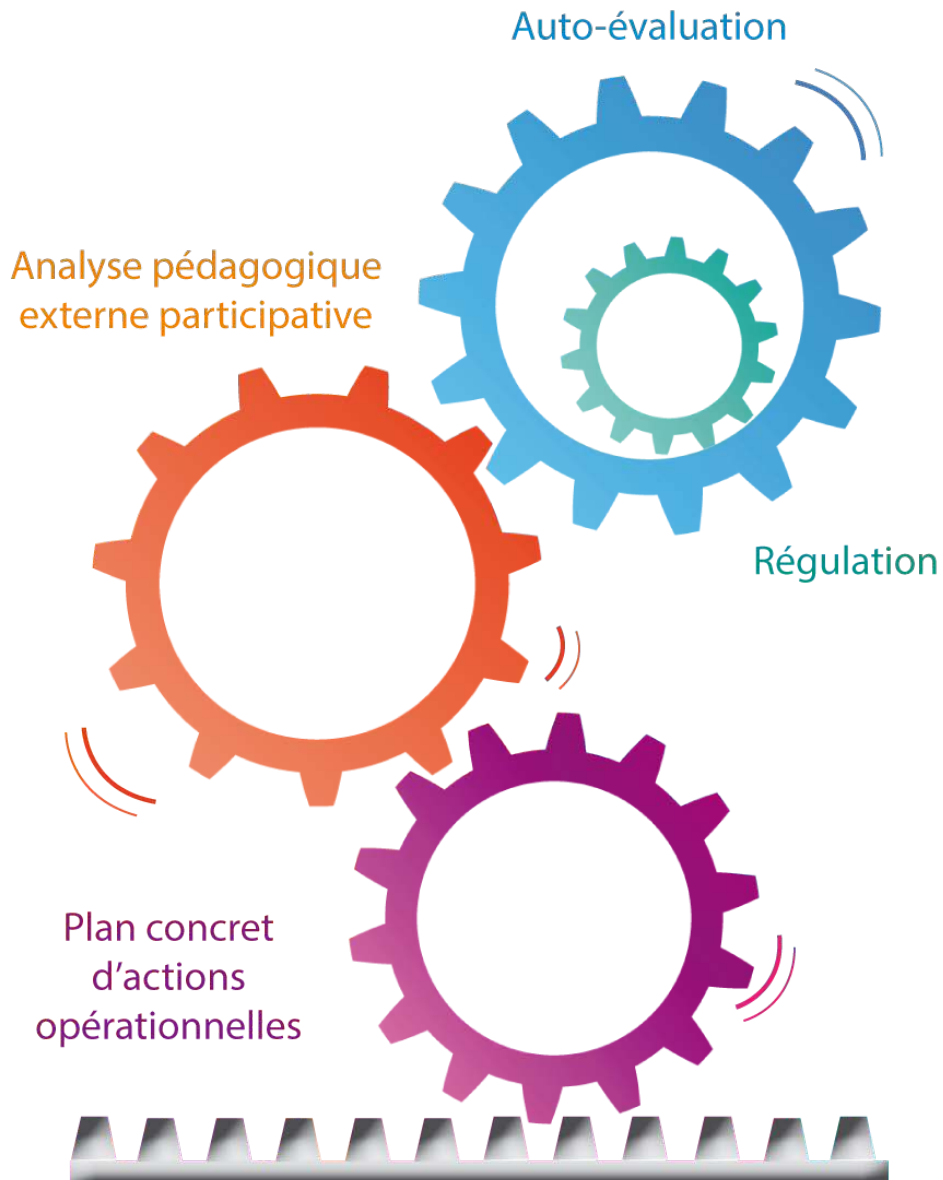 Auto-évaluation
Analyse pédagogique
externe participative
Régulation
Plan concret
d’actions
opérationnelles